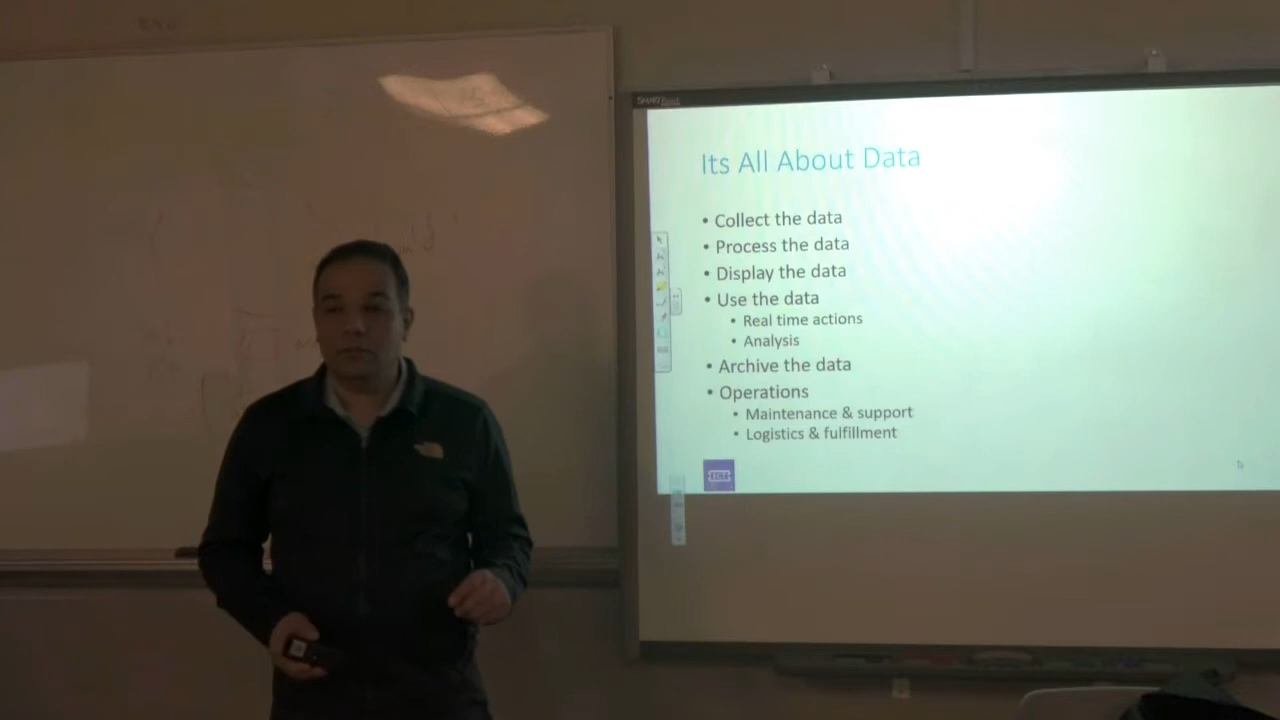 Its All About Data
• Collect the data
• Process the data
• Display the data
• Use the data
• Real time actions
• Analysis
• Archive the data
• Operations
• Maintenance & support
• Logistics & fulfillment